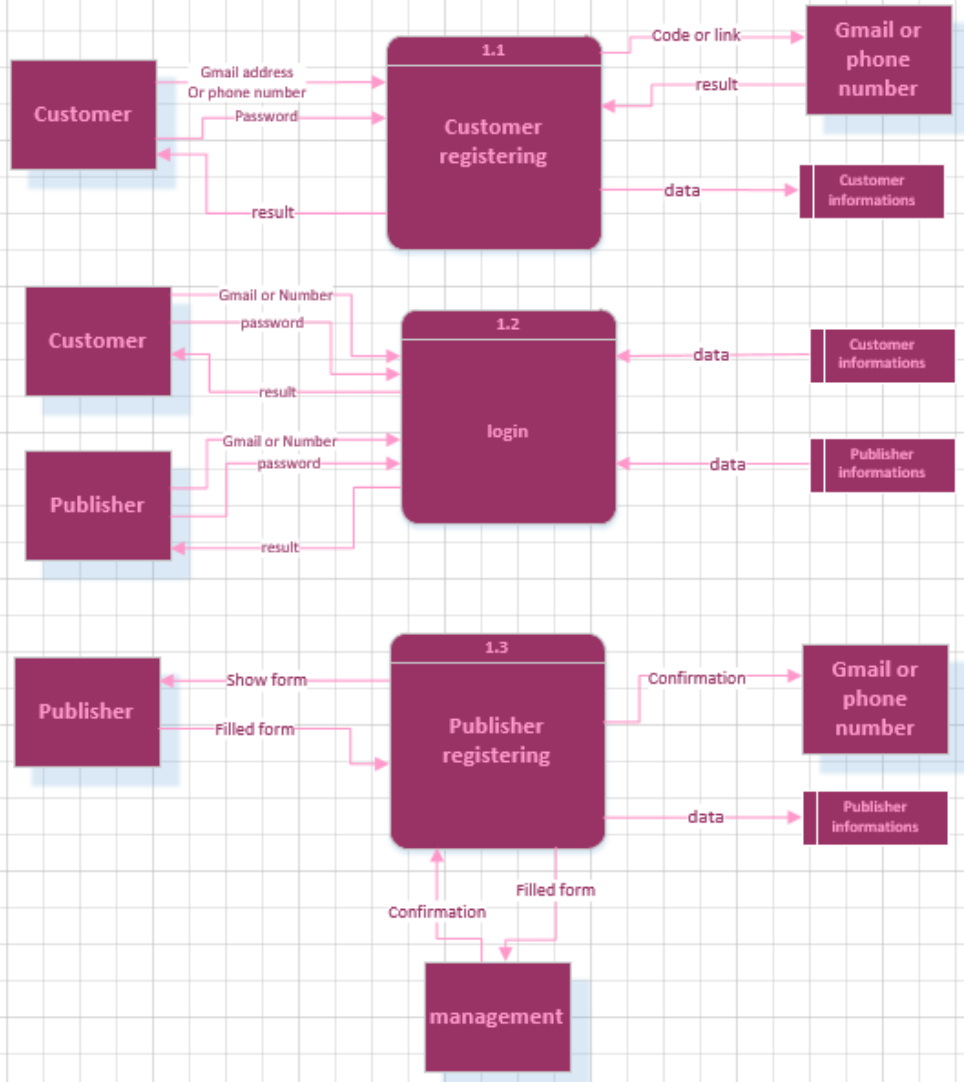 Customer
Gmail address
Or phone number
Password
result
1.1
Customer
registering
Code or link
result
data
Gmail or
phone
number
Customer
informations
Customer
Gmail or Number
password
result
Publisher
Gmail or Number
password
result
1.2
login
data
data
Customer
informations
Publisher
informations
Publisher
Show form
Filled form
1.3
Publisher
registering
Confirmation
data
Gmail or
phone
number
Publisher
informations
Filled form
Confirmation
management